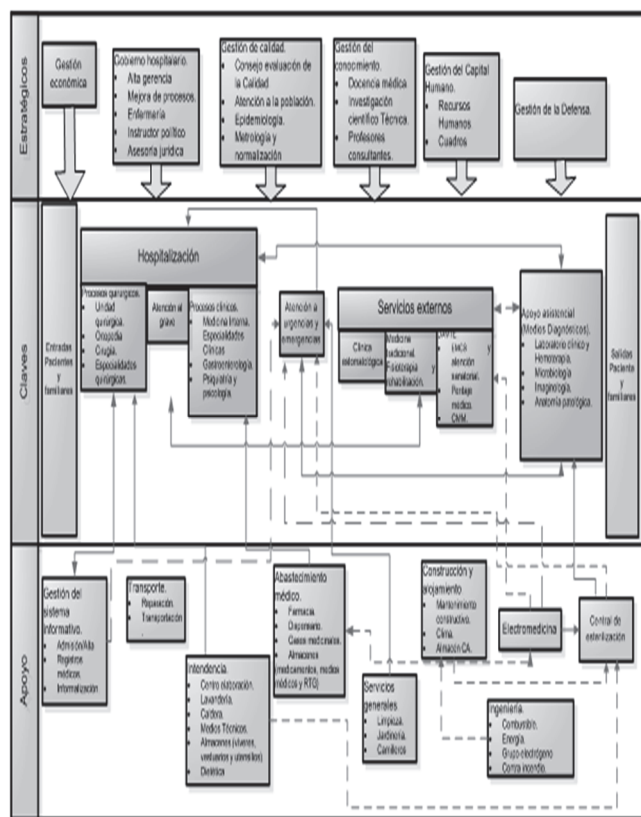 Estratégicos
Gestión
económica
Gobierno hospitalario.
Alta gerencia
Mejora de procesos.
Enfermería
Instructor político
Asesoría jurídica
Gestión de calidad.
Consejo evaluación de
la Calidad
Atención a la población.
Epidemiología.
Metrología y
normalización
Gestión del
conocimiento.
Docencia médica
Investigación
científico Técnica.
Profesores
consultantes.
Gestión del Capital
Humano.
Recursos
Humanos
Cuadros
Gestión de la Defensa.
Claves
Entradas
Pacientes
y
familiares
Hospitalización
Procesos quirurgicos.
Unidad
quirúrgica.
Ortopedia
Cirugía.
Especialidades
quirúrgicas.
Atención al
grave
Procesos clínicos.
Medicina Interna.
Especialidades
Clínicas
Gastroenterología.
Psiquiatría y
psicología.
Atención a
urgencias y
emergencias
Servicios externos
Clínica
estomatológica
Medicina
tradicional.
Fisioterapia y
rehabilitación.
y
atención
sanatorial.
Peritaje
médico.
CMM.
Apoyo asistencial
(Medios Diagnósticos).
Laboratorio clínico y
Hemoterapia.
Microbiología
Imaginología.
Anatomía patológica.
Salidas
Paciente
y
familiares
Apoyo
Gestión del
sistema
informativo.
Admisión/Alta
Registros
médicos.
Informatización.
Transporte.
Reparación.
Transportación
.
Intendencia.
Centro elaboración.
Lavandería.
Caldera.
Medios Técnicos.
Almacenes (víveres,
vestuarios y utensilios)
Dietética
Abastecimiento
médico.
Farmacia.
Dispensario.
Gases medicinales.
Almacenes
(medicamentos, medios
médicos y RTG)
Servicios
generales
Limpieza.
Jardinería.
Camilleros
Construcción y
alojamiento
Mantenimiento
constructivo.
Clima.
Almacén CA.
Electromedicina
Central de
esterilización
Ingeniería.
Combustible.
Energía.
Grupo electrógeno
Contra incendio.